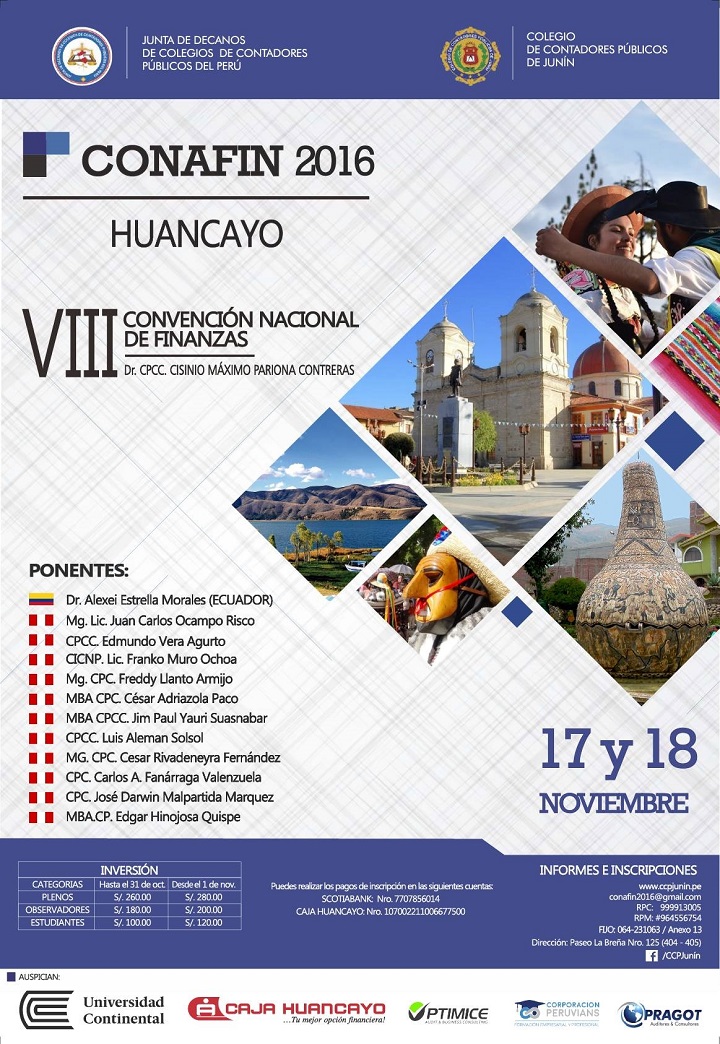 JUNTA DE DECANOS
DE COLEGIOS DE CONTADORES
PÚBLICOS DEL PERÚ
COLEGIO
DE CONTADORES PÚBLICOS
DE JUNÍN
CONAFIN 2016
HUANCAYO
VIII CONVENCIÓN NACIONAL
DE FINANZAS
Dr. CPCC. CISINIO MÁXIMO PARIONA CONTRERAS
PONENTES:
Dr. Alexei Estrella Morales (ECUADOR)
Mg. Lic. Juan Carlos Ocampo Risco
CPCC. Edmundo Vera Agurto
CICNP. Lic. Franko Muro Ochoa
Mg. CPC. Freddy Llanto Armijo
MBA CPC. César Adriazola Paco
MBA CPCC. Jim Paul Yauri Suasnabar
CPCC. Luis Aleman Solsol
MG. CPC. Cesar Rivadeneyra Fernández
CPC. Carlos A. Fanárraga Valenzuela
CPC. José Darwin Malpartida Marquez
MBA.CP. Edgar Hinojosa Quispe
17 y 18
NOVIEMBRE
INVERSIÓN
CATEGORIAS Hasta el 31 de oct. Desde el 1 de nov.
PLENOS S/. 260.00 S/. 280.00
OBSERVADORES S/. 180.00 S/. 200.00
ESTUDIANTES S/. 100.00 S/. 120.00
Puedes realizar los pagos de inscripción en las siguientes cuentas:
SCOTIABANK: Nro. 7707856014
CAJA HUANCAYO: Nro. 107002211006677500
INFORMES E INSCRIPCIONES
www.ccpjunin.pe
conafin2016@gmail.com
RPC: 999913005
RPM: #964556754
FIJO: 064-231063 / Anexo 13
Dirección: Paseo La Breña Nro. 125 (404 - 405)
f /CCPJunín
AUSPICIAN:
Universidad
Continental
CAJA HUANCAYO
...Tu mejor opción financiera!
OPTIMICE
AUDIT & BUSINESS CONSULTING
CORPORACION
PERUVIANS
FORMACIÓN EMPRESARIAL Y PROFESIONAL
PRAGOT
Auditores & Consultores